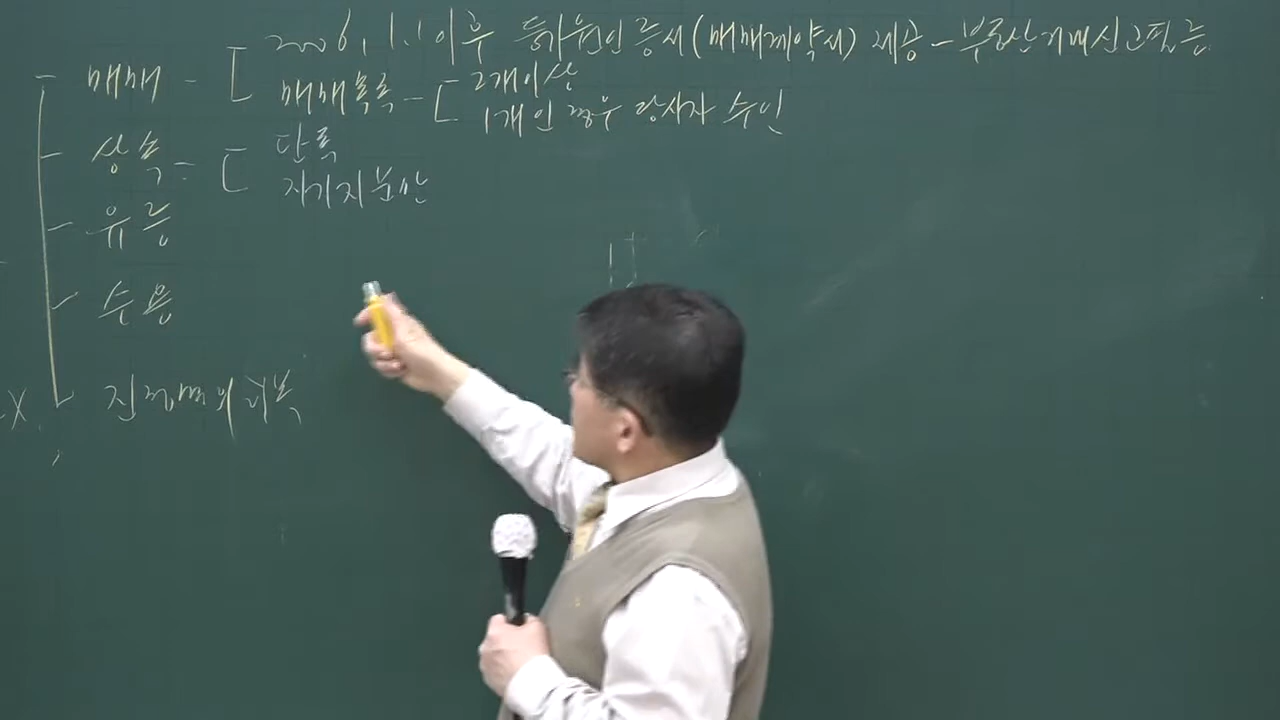 2006, 1.1 이후 등기원인증서(매매계약서) 제공 - 부동산거래신고필증
매매 - [ 매매목록 - [ 2개이상
1개인 경우 당사자 수인
상속 - [ 단독
자기지분만
유증
수용
X. 진정명의회복